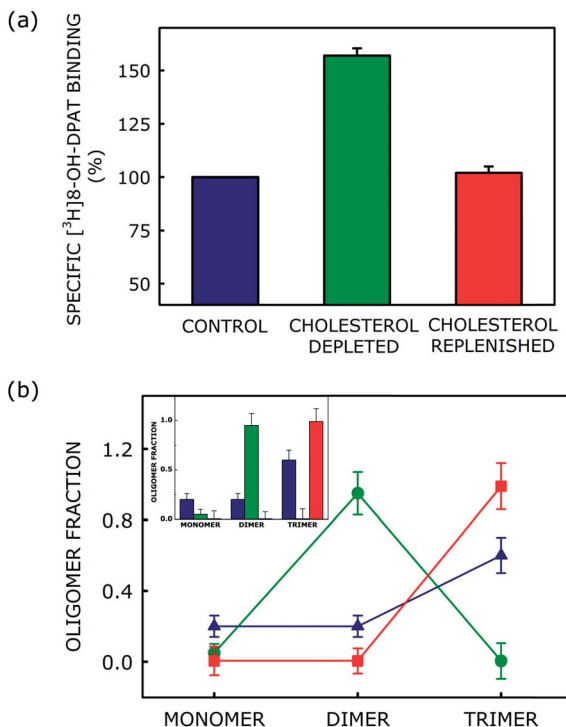 (a)
SPECIFIC [³H]8-OH-DPAT BINDING
(%)
150
125
100
75
50
CONTROL
CHOLESTEROL
DEPLETED
CHOLESTEROL
REPLENISHED
(b)
OLIGOMER FRACTION
1.2
0.8
0.4
0.0
OLIGOMER FRACTION
1.0
0.5
0.0
MONOMER
DIMER
TRIMER
MONOMER
DIMER
TRIMER